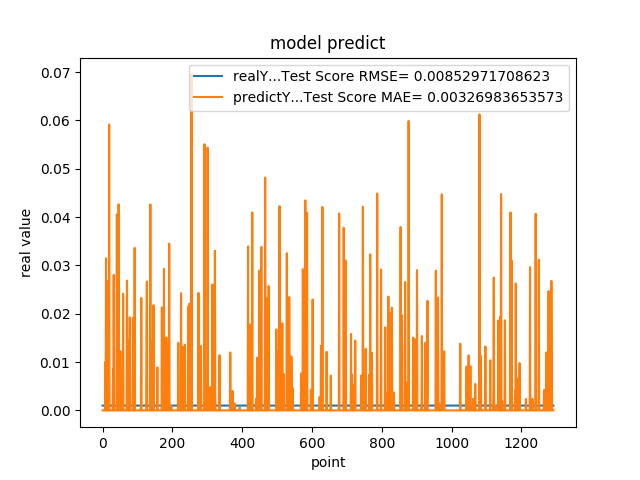 model predict
realY...Test Score RMSE= 0.00852971708623
predictY...Test Score MAE= 0.00326983653573
real value
0.07
0.06
0.05
0.04
0.03
0.02
0.01
0.00
0 200 400 600 800 1000 1200
point